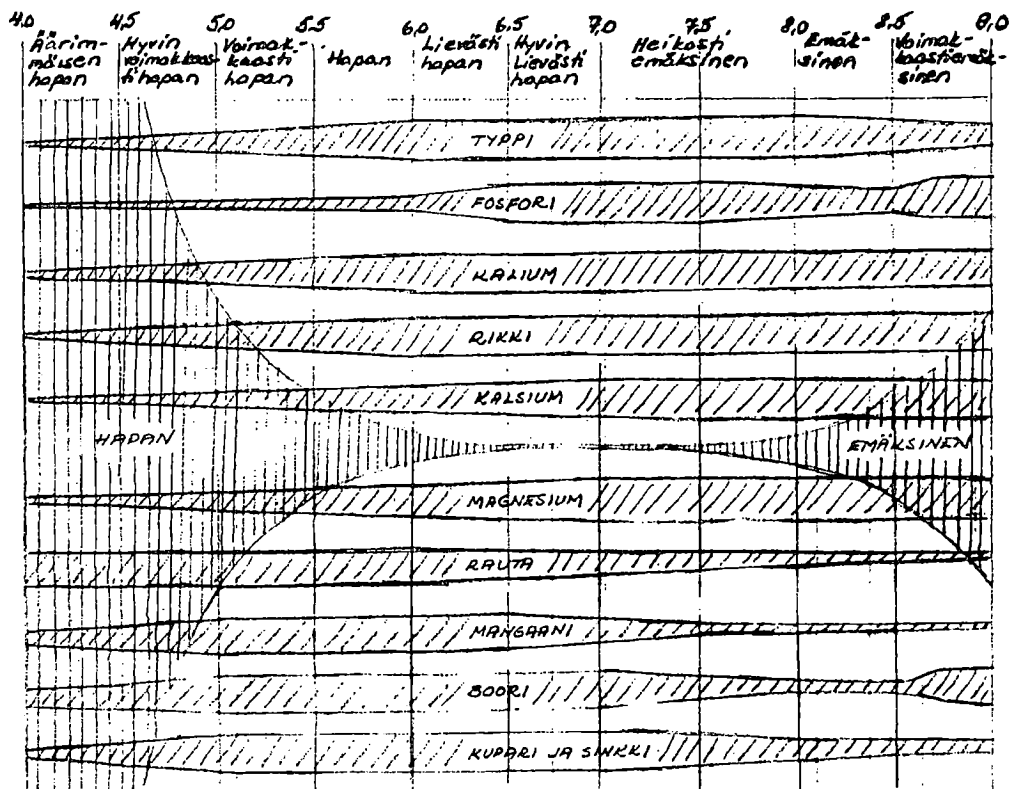 4,0 4,5 5,0 5,5 6,0 6,5 7,0 7,5 8,0 8,5 9,0
Äärim-
mäisen
hapan
Hyvin
voimakkaas-
ti hapan
Voimak-
kaasti
hapan
Hapan
Lievästi
hapan
Hyvin
Lievästi
hapan
Heikosti
emäksinen
Emäk-
sinen
Voimak-
kaasti emäk-
sinen
TYPPI
FOSFORI
KALIUM
RIKKI
KALSIUM
HAPAN
EMÄKSINEN
MAGNESIUM
RAUTA
MANGAANI
BOORI
KUPARI JA SINKKI